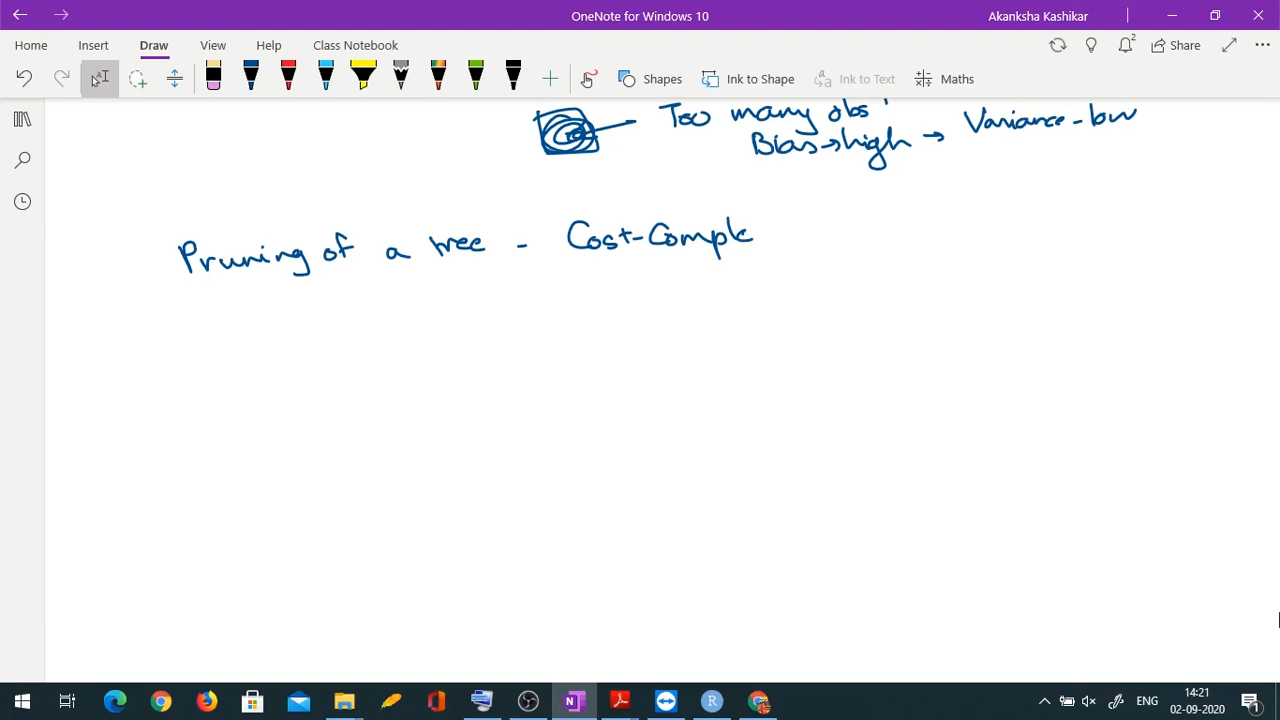 OneNote for Windows 10
Akanksha Kashikar
Home Insert Draw View Help Class Notebook
Share
Shapes
Ink to Shape
Ink to Text
Maths
Too many obs
Variance - low
Bias → high →
Pruning of a tree - Cost-Comple
ENG
14:21
02-09-2020
1